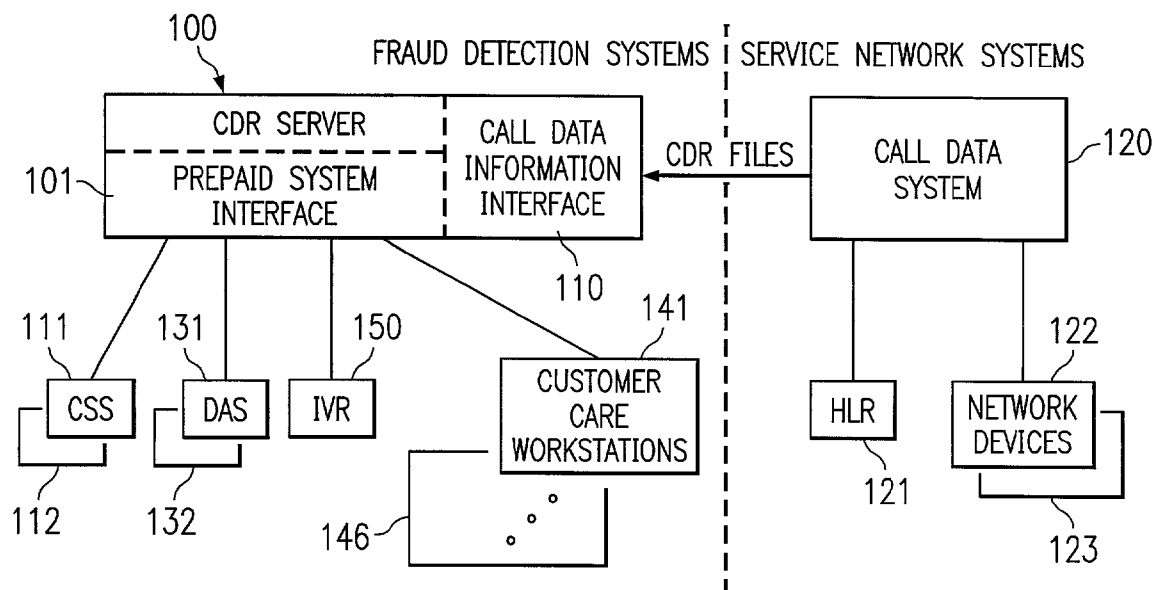 100
FRAUD DETECTION SYSTEMS
SERVICE NETWORK SYSTEMS
CDR SERVER
101
PREPAID SYSTEM
INTERFACE
CALL DATA
INFORMATION
INTERFACE
110
CDR FILES
CALL DATA
SYSTEM
120
111
CSS
112
131
DAS
132
150
IVR
141
CUSTOMER
CARE
WORKSTATIONS
146
HLR
121
122
NETWORK
DEVICES
123